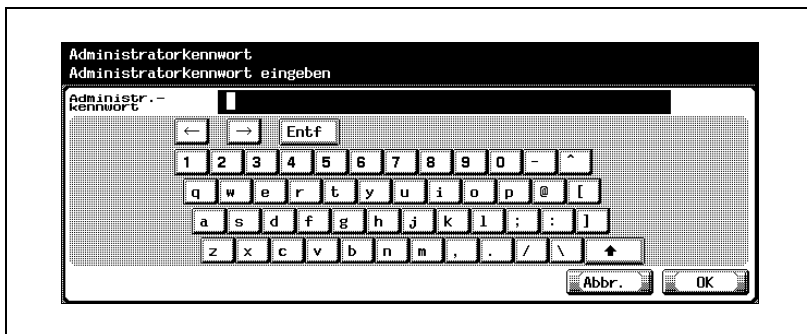 Administratorkennwort
Administratorkennwort eingeben
Administr.-
kennwort
← → Entf
1 2 3 4 5 6 7 8 9 0 - ^
q w e r t y u i o p @ [
a s d f g h j k l ; : ]
z x c v b n m , . / \ ↑
Abbr. OK